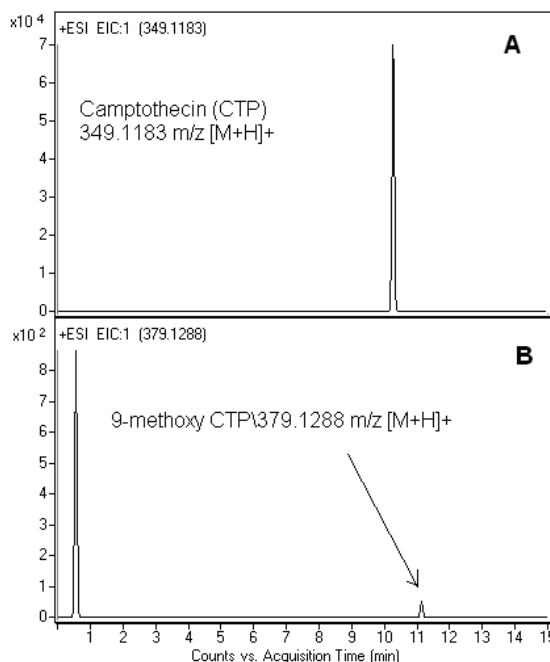 x10 4
+ESI EIC:1 (349.1183)
A
7
6
5
4
3
2
1
0
Camptothecin (CTP)
349.1183 m/z [M+H]+
x10 2
+ESI EIC:1 (379.1288)
B
8
7
6
5
4
3
2
1
0
9-methoxy CTP\379.1288 m/z [M+H]+
1 2 3 4 5 6 7 8 9 10 11 12 13 14 15
Counts vs. Acquisition Time (min)